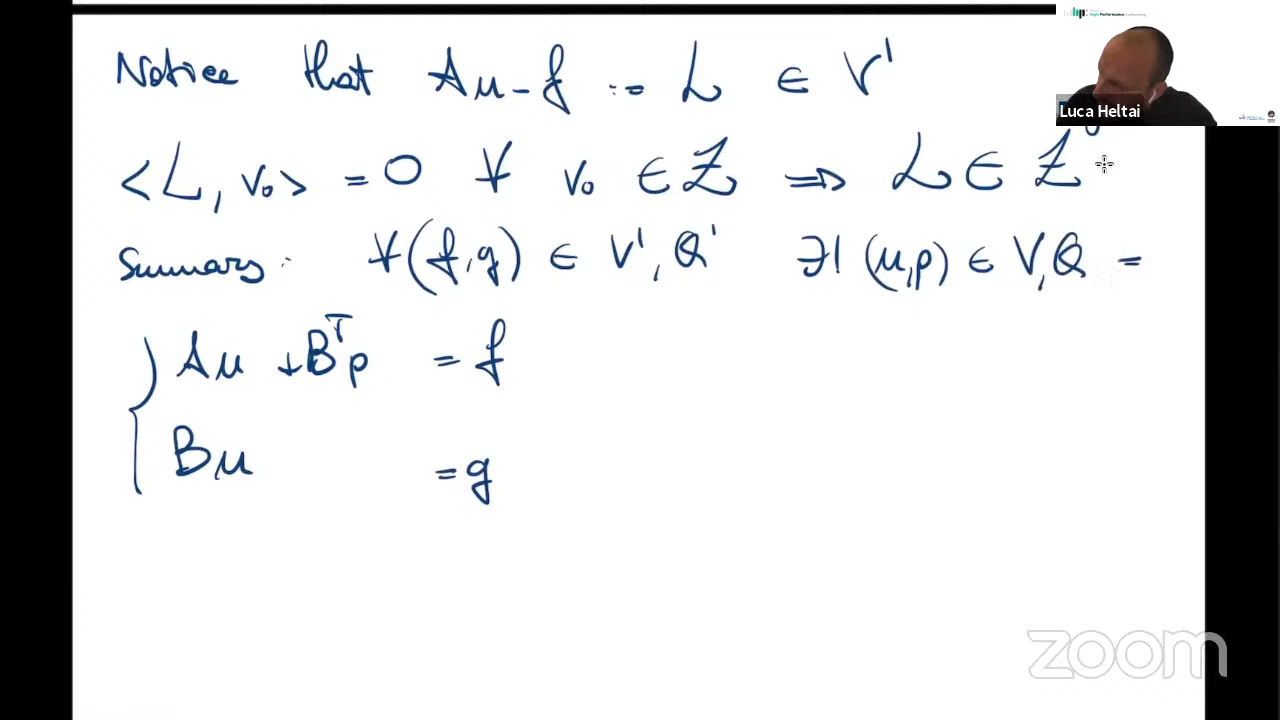 Notice that Au - f := L ∈ V'
<L, v₀> = 0 ∀ v₀ ∈ Z ⇒ L ∈ Z⁰
Summary: ∀(f,g) ∈ V', Q' ∃! (u,p) ∈ V,Q =
Au + Bᵀp = f
Bu = g
Luca Heltai
zoom